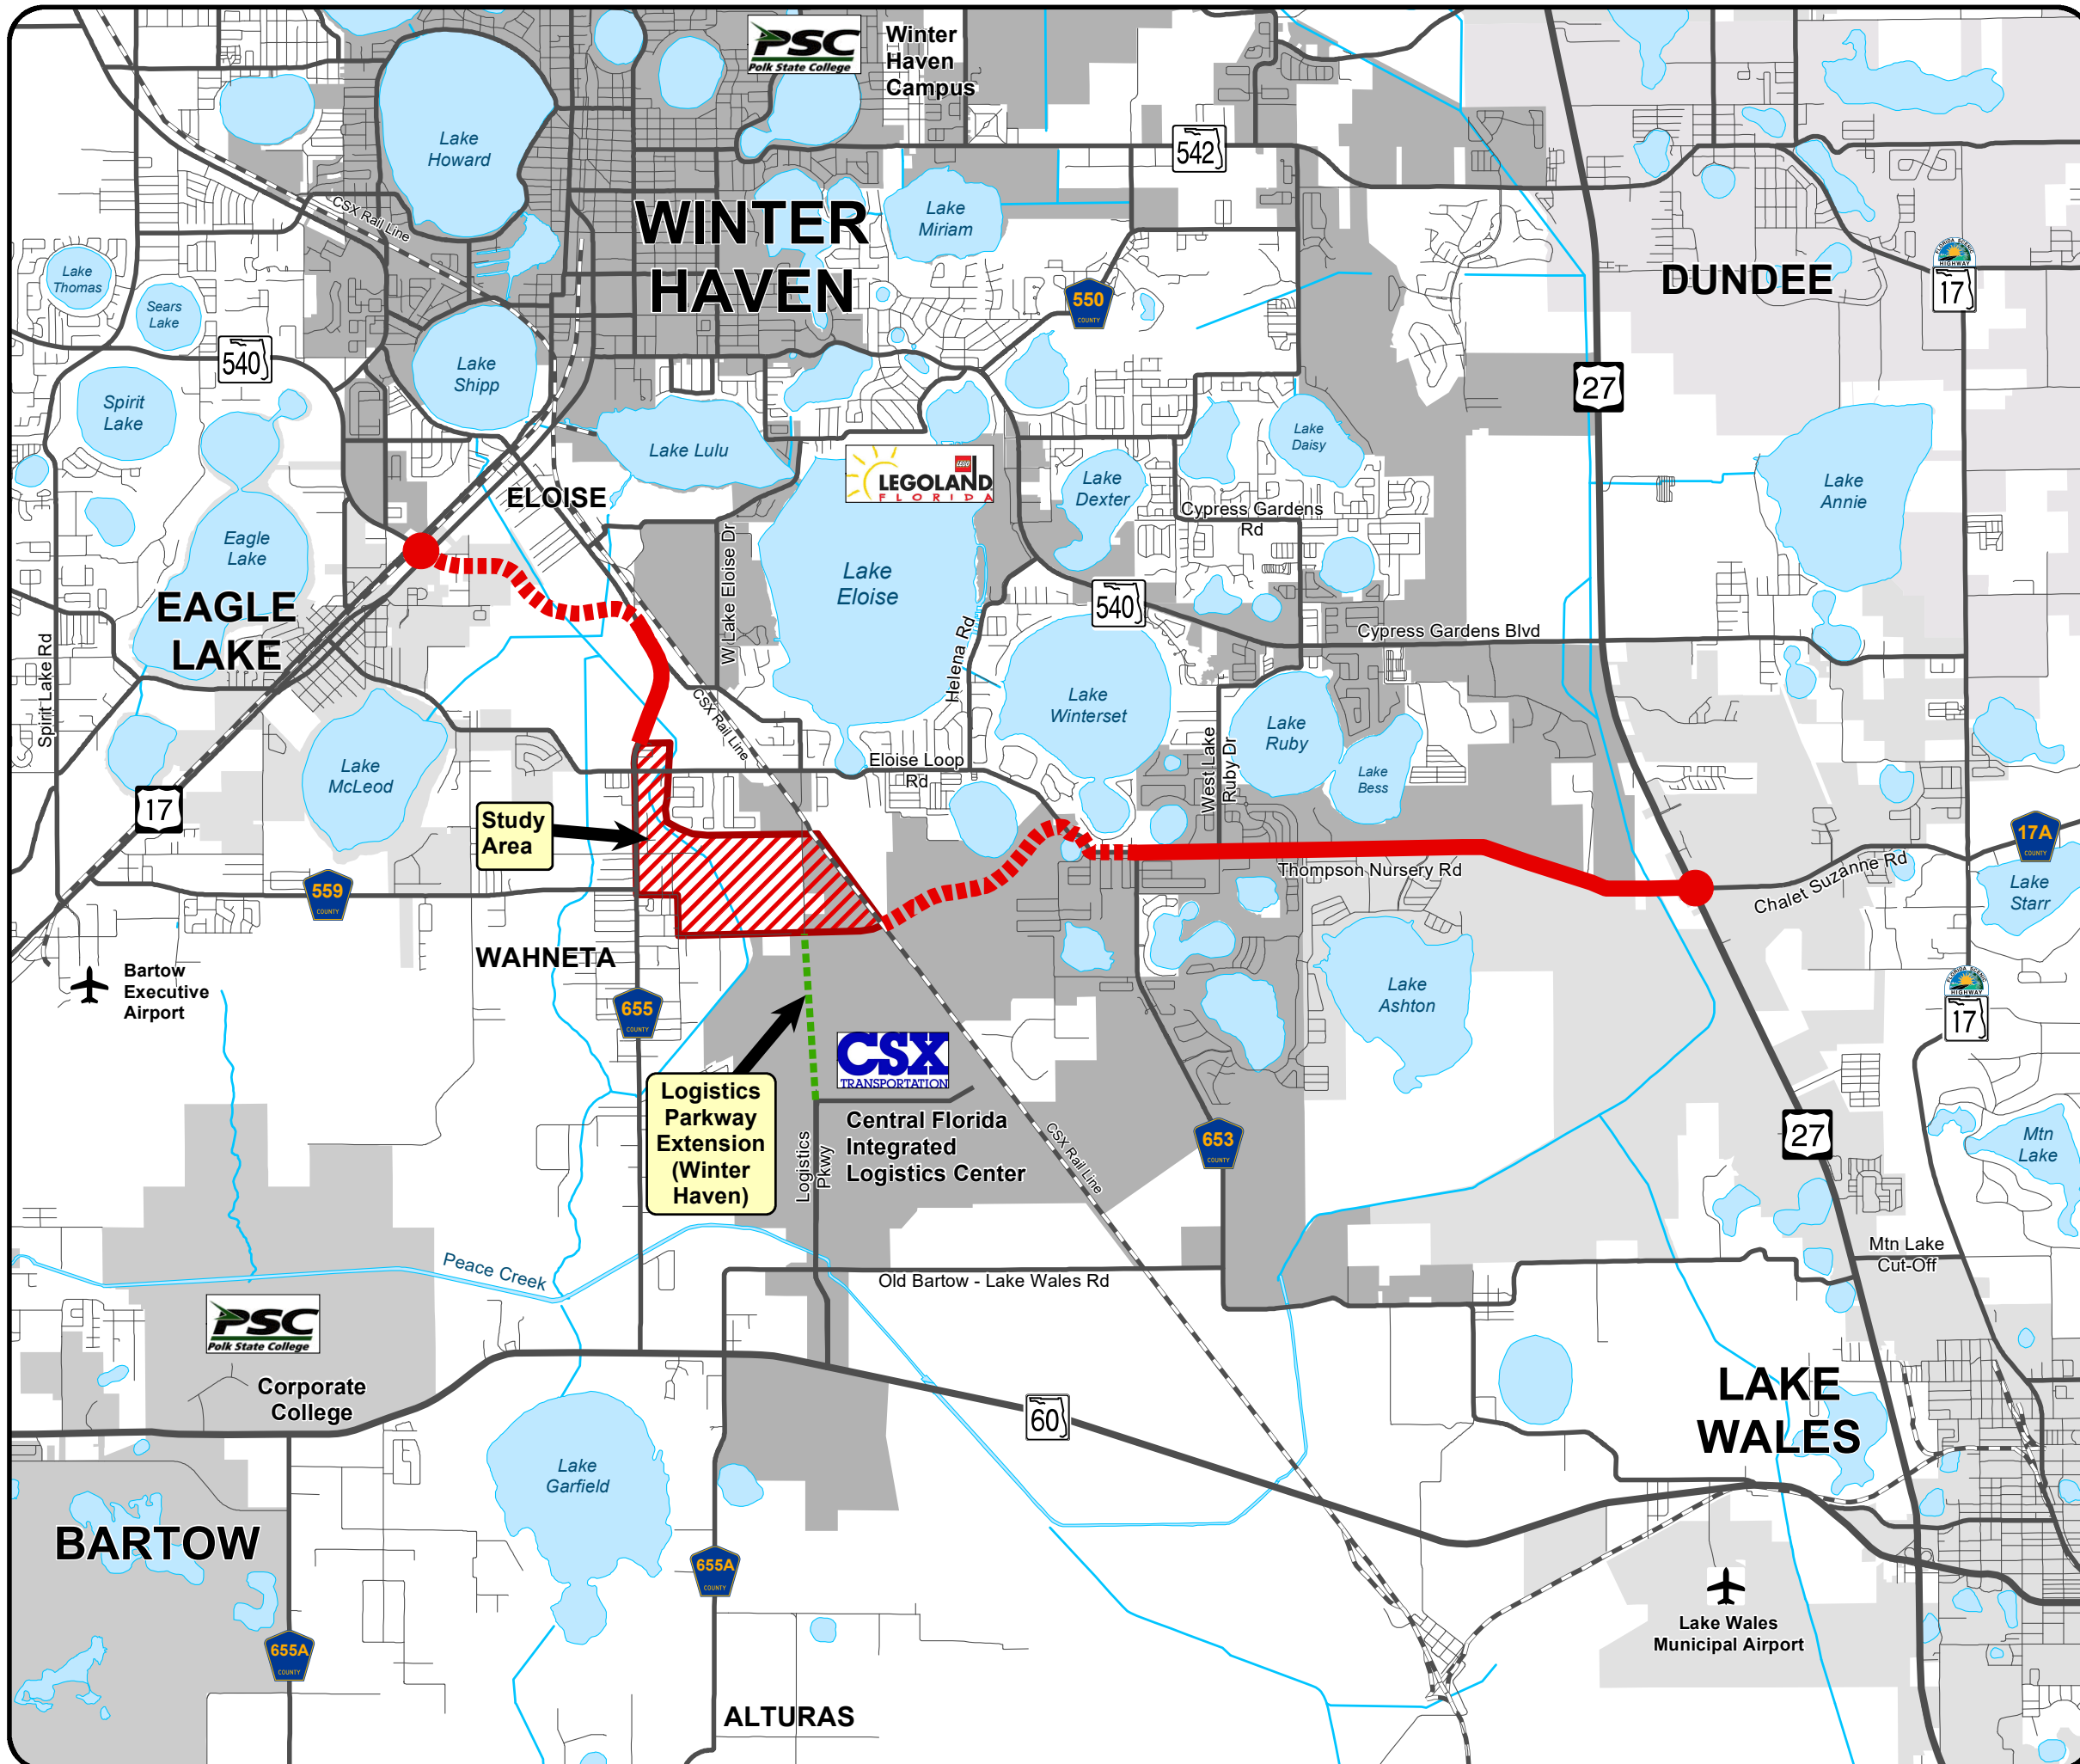 PSC
Polk State College
Winter
Haven
Campus
542
Lake
Howard
CSX Rail Line
WINTER
HAVEN
Lake
Miriam
550
COUNTY
DUNDEE
FLORIDA SCENIC
HIGHWAY
17
Lake
Thomas
Sears
Lake
540
Lake
Shipp
27
Spirit
Lake
Lake Lulu
LEGO
LEGOLAND
FLORIDA
Lake
Daisy
Lake
Dexter
Lake
Annie
ELOISE
Cypress Gardens
Rd
Eagle
Lake
EAGLE
LAKE
W Lake Eloise Dr
Lake
Eloise
540
Helena Rd
Cypress Gardens Blvd
Spirit Lake Rd
Lake
McLeod
CSX Rail Line
Lake
Winterset
Lake
Ruby
West Lake
Ruby Dr
Lake
Bess
Eloise Loop
Rd
17
Study
Area
17A
COUNTY
Thompson Nursery Rd
Chalet Suzanne Rd
Lake
Starr
559
COUNTY
WAHNETA
Bartow
Executive
Airport
655
COUNTY
Lake
Ashton
FLORIDA SCENIC
HIGHWAY
17
CSX
TRANSPORTATION
Logistics
Parkway
Extension
(Winter
Haven)
Logistics
Pkwy
Central Florida
Integrated
Logistics Center
CSX Rail Line
653
COUNTY
27
Mtn
Lake
Mtn Lake
Cut-Off
Peace Creek
Old Bartow - Lake Wales Rd
PSC
Polk State College
Corporate
College
60
LAKE
WALES
Lake
Garfield
BARTOW
655A
COUNTY
655A
COUNTY
Lake Wales
Municipal Airport
ALTURAS